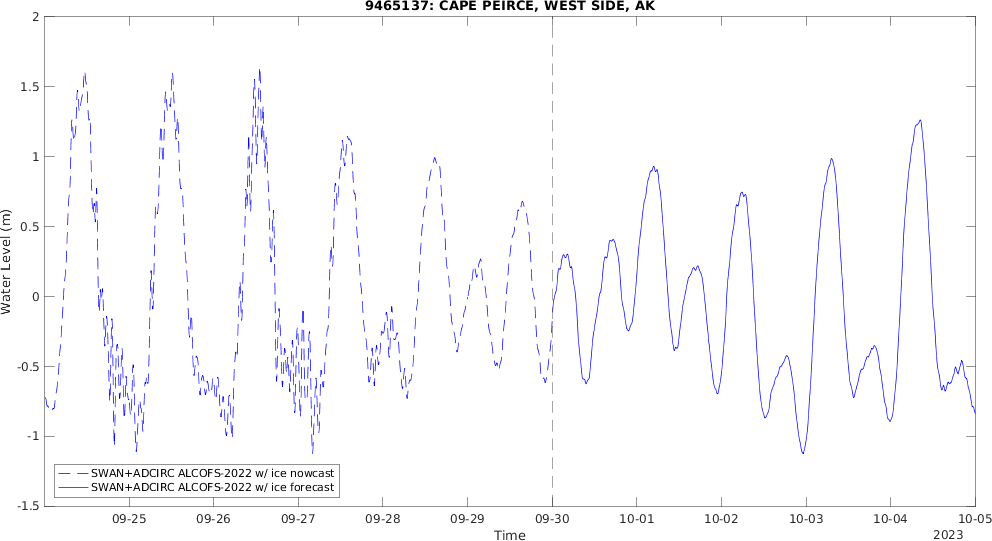 9465137: CAPE PEIRCE, WEST SIDE, AK
2
1.5
1
0.5
0
-0.5
-1
-1.5
Water Level (m)
SWAN+ADCIRC ALCOFS-2022 w/ ice nowcast
SWAN+ADCIRC ALCOFS-2022 w/ ice forecast
09-25 09-26 09-27 09-28 09-29 09-30 10-01 10-02 10-03 10-04 10-05
Time
2023